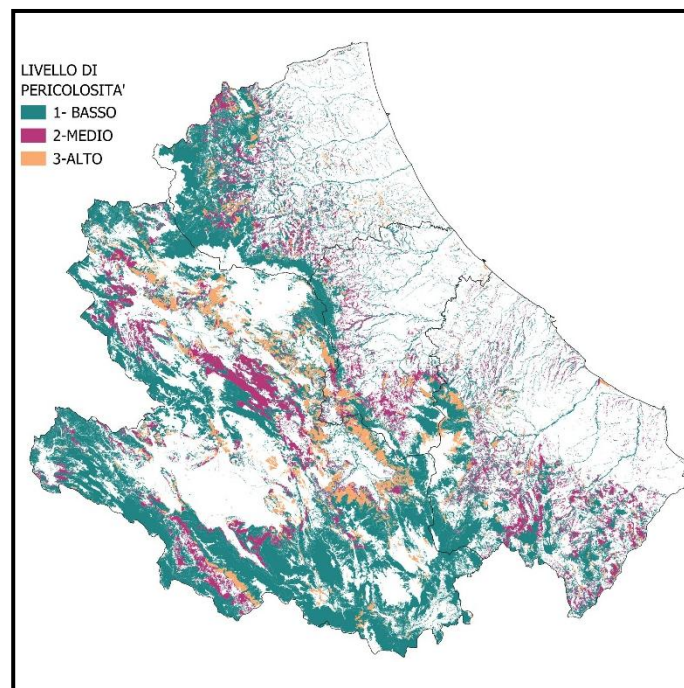 LIVELLO DI
PERICOLOSITA'
1- BASSO
2-MEDIO
3-ALTO